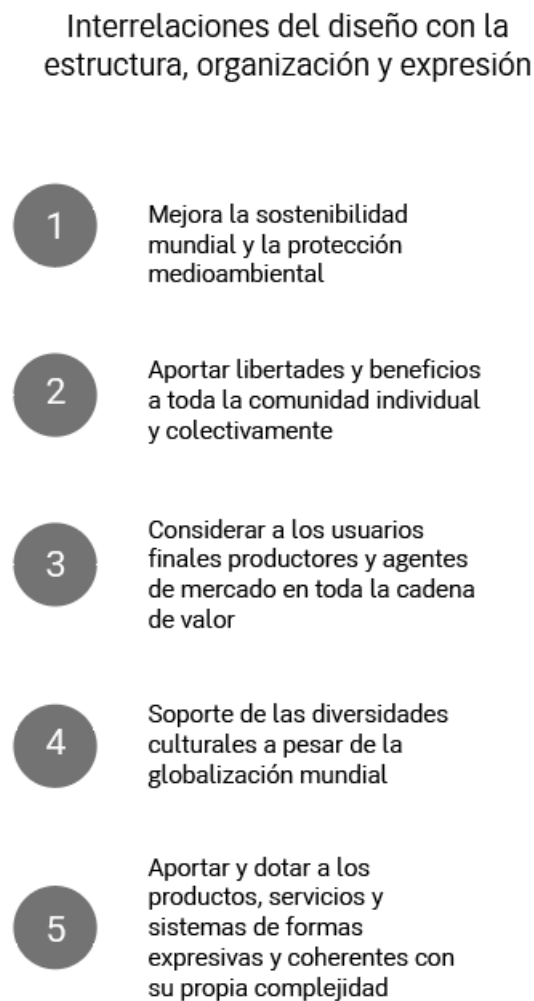 Interrelaciones del diseño con la
estructura, organización y expresión
1
Mejora la sostenibilidad
mundial y la protección
medioambiental
2
Aportar libertades y beneficios
a toda la comunidad individual
y colectivamente
3
Considerar a los usuarios
finales productores y agentes
de mercado en toda la cadena
de valor
4
Soporte de las diversidades
culturales a pesar de la
globalización mundial
5
Aportar y dotar a los
productos, servicios y
sistemas de formas
expresivas y coherentes con
su propia complejidad